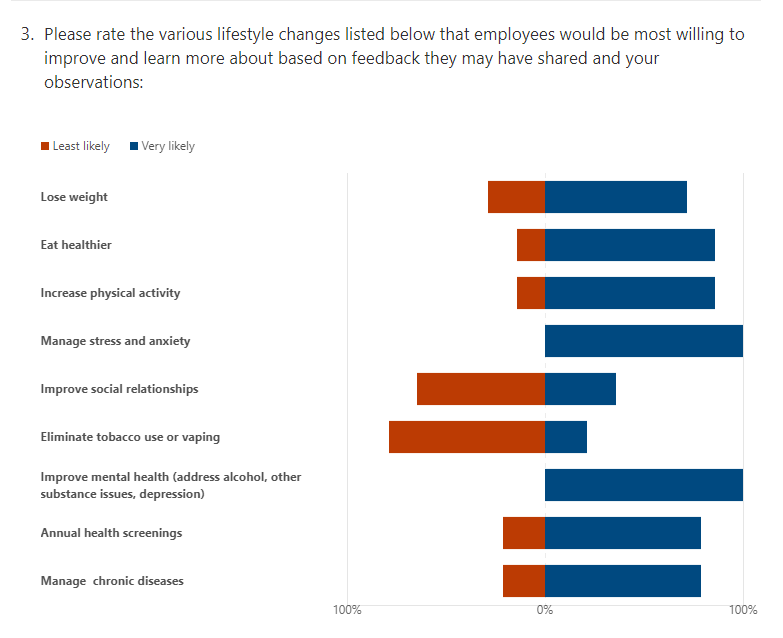 3. Please rate the various lifestyle changes listed below that employees would be most willing to
improve and learn more about based on feedback they may have shared and your
observations:
Least likely Very likely
Lose weight
Eat healthier
Increase physical activity
Manage stress and anxiety
Improve social relationships
Eliminate tobacco use or vaping
Improve mental health (address alcohol, other
substance issues, depression)
Annual health screenings
Manage  chronic diseases
100% 0% 100%